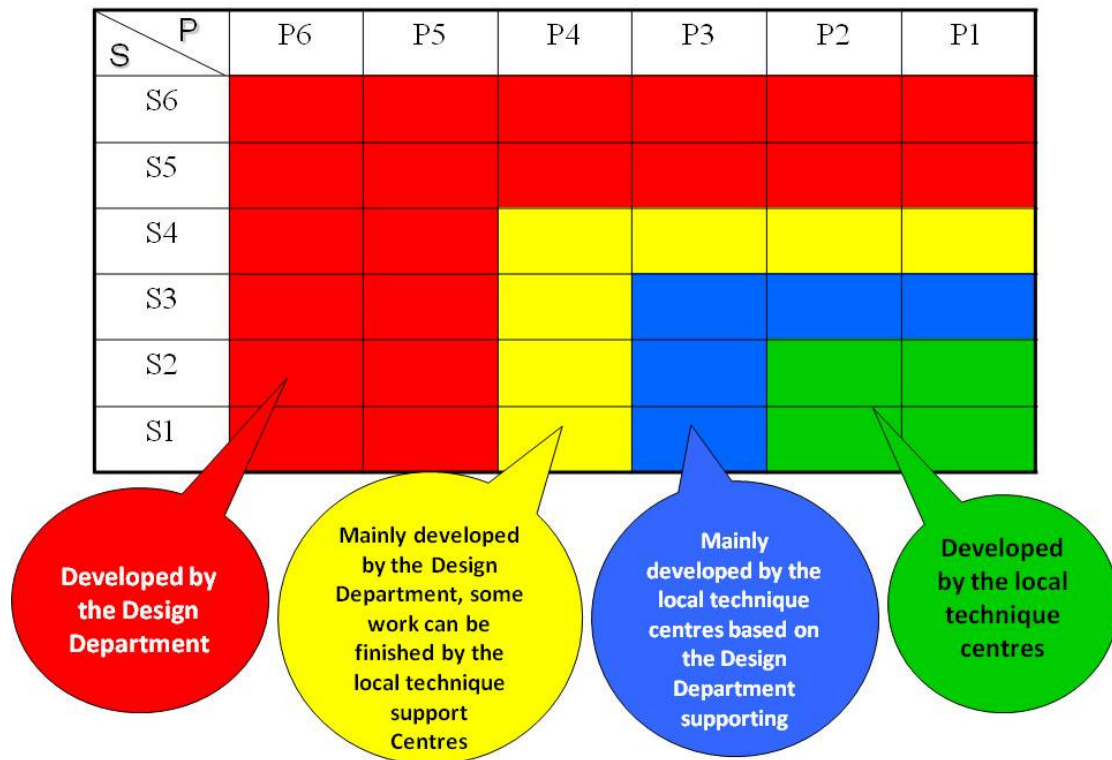 P
S
P6 P5 P4 P3 P2 P1
S6
S5
S4
S3
S2
S1
Developed by
the Design
Department
Mainly developed
by the Design
Department, some
work can be
finished by the
local technique
support
Centres
Mainly
developed by the
local technique
centres based on
the Design
Department
supporting
Developed
by the local
technique
centres